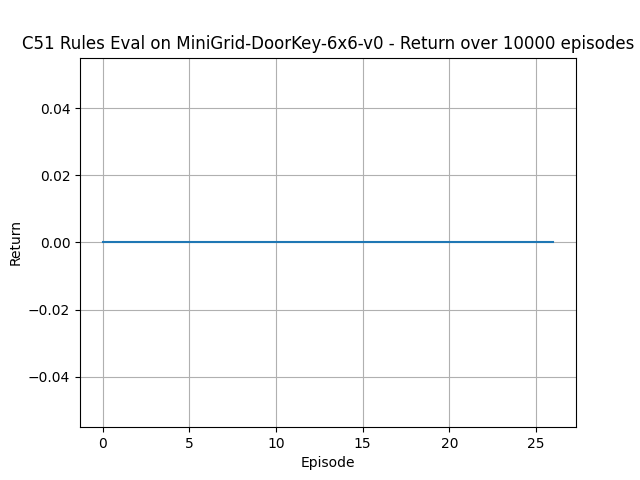 C51 Rules Eval on MiniGrid-DoorKey-6x6-v0 - Return over 10000 episodes
0.04
0.02
0.00
−0.02
−0.04
Return
0 5 10 15 20 25
Episode